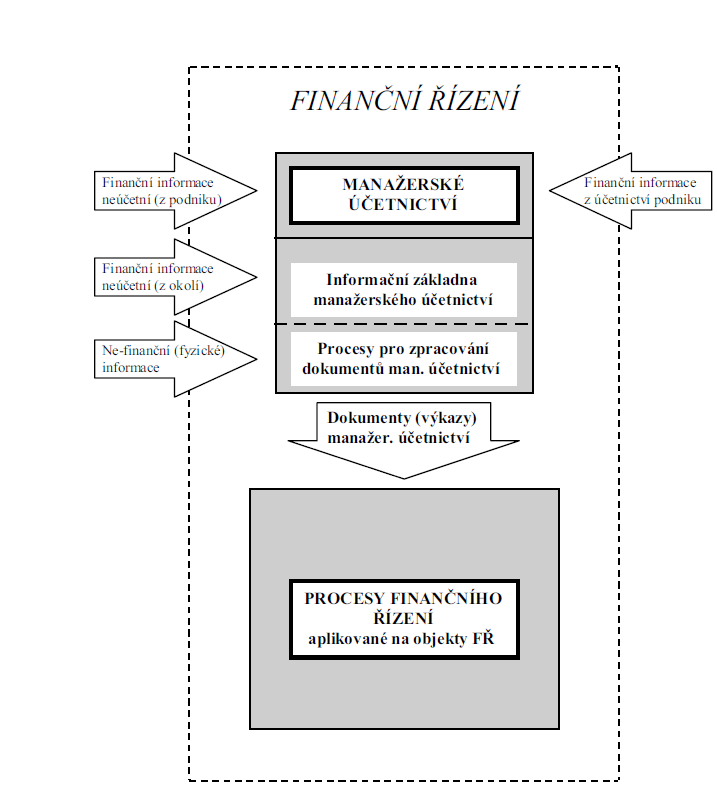 FINANČNÍ ŘÍZENÍ
Finanční informace
neúčetní (z podniku)
MANAŽERSKÉ
ÚČETNICTVÍ
Finanční informace
z účetnictví podniku
Finanční informace
neúčetní (z okolí)
Informační základna
manažerského účetnictví
Ne-finanční (fyzické)
informace
Procesy pro zpracování
dokumentů man. účetnictví
Dokumenty (výkazy)
manažer. účetnictví
PROCESY FINANČNÍHO
ŘÍZENÍ
aplikované na objekty FŘ